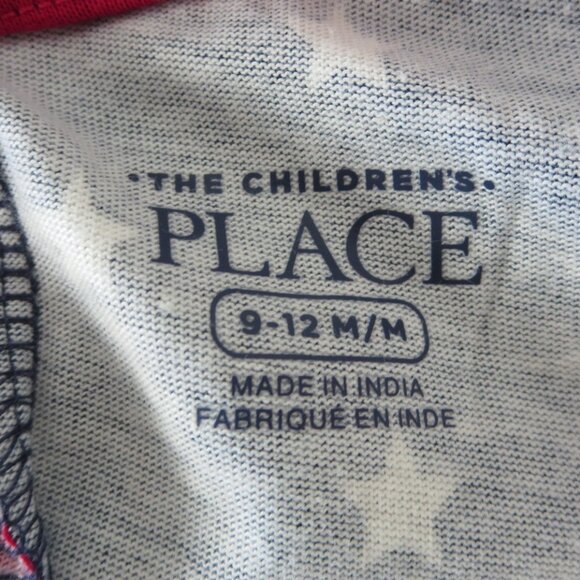 •THE CHILDREN'S•
PLACE
9-12 M/M
MADE IN INDIA
FABRIQUÉ EN INDE